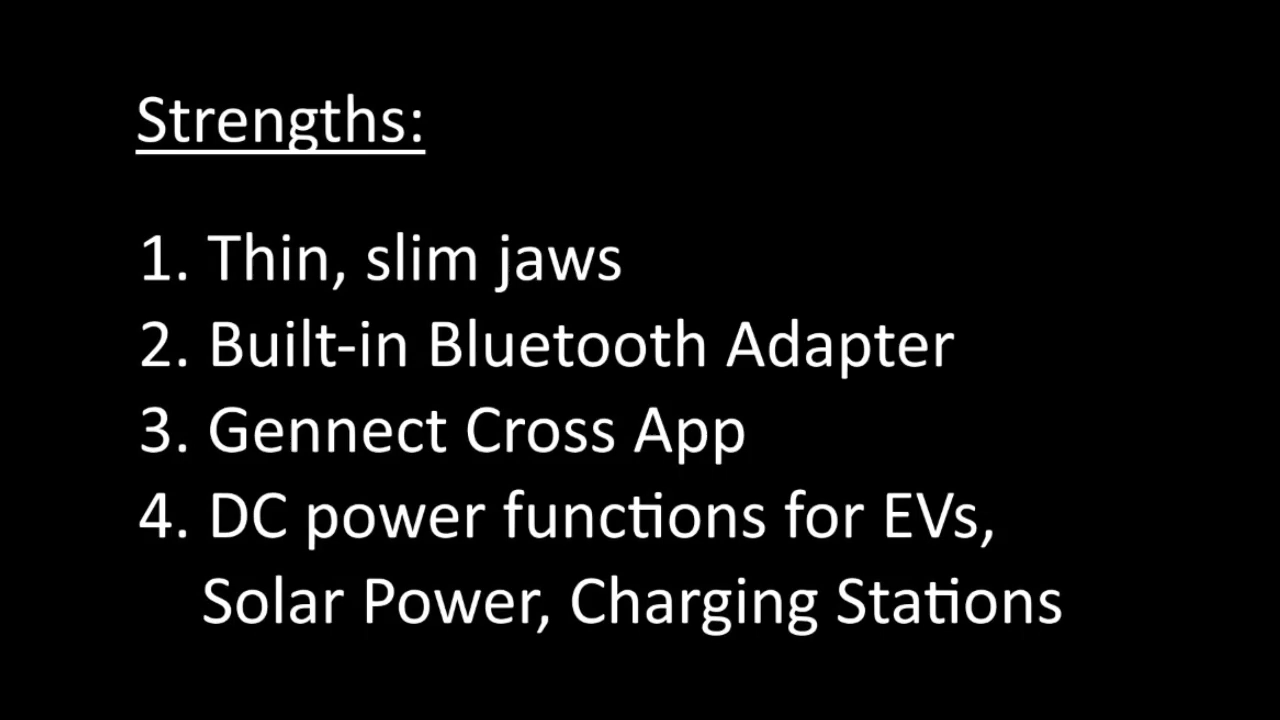 Strengths:
1. Thin, slim jaws
2. Built-in Bluetooth Adapter
3. Gennect Cross App
4. DC power functions for EVs,
Solar Power, Charging Stations